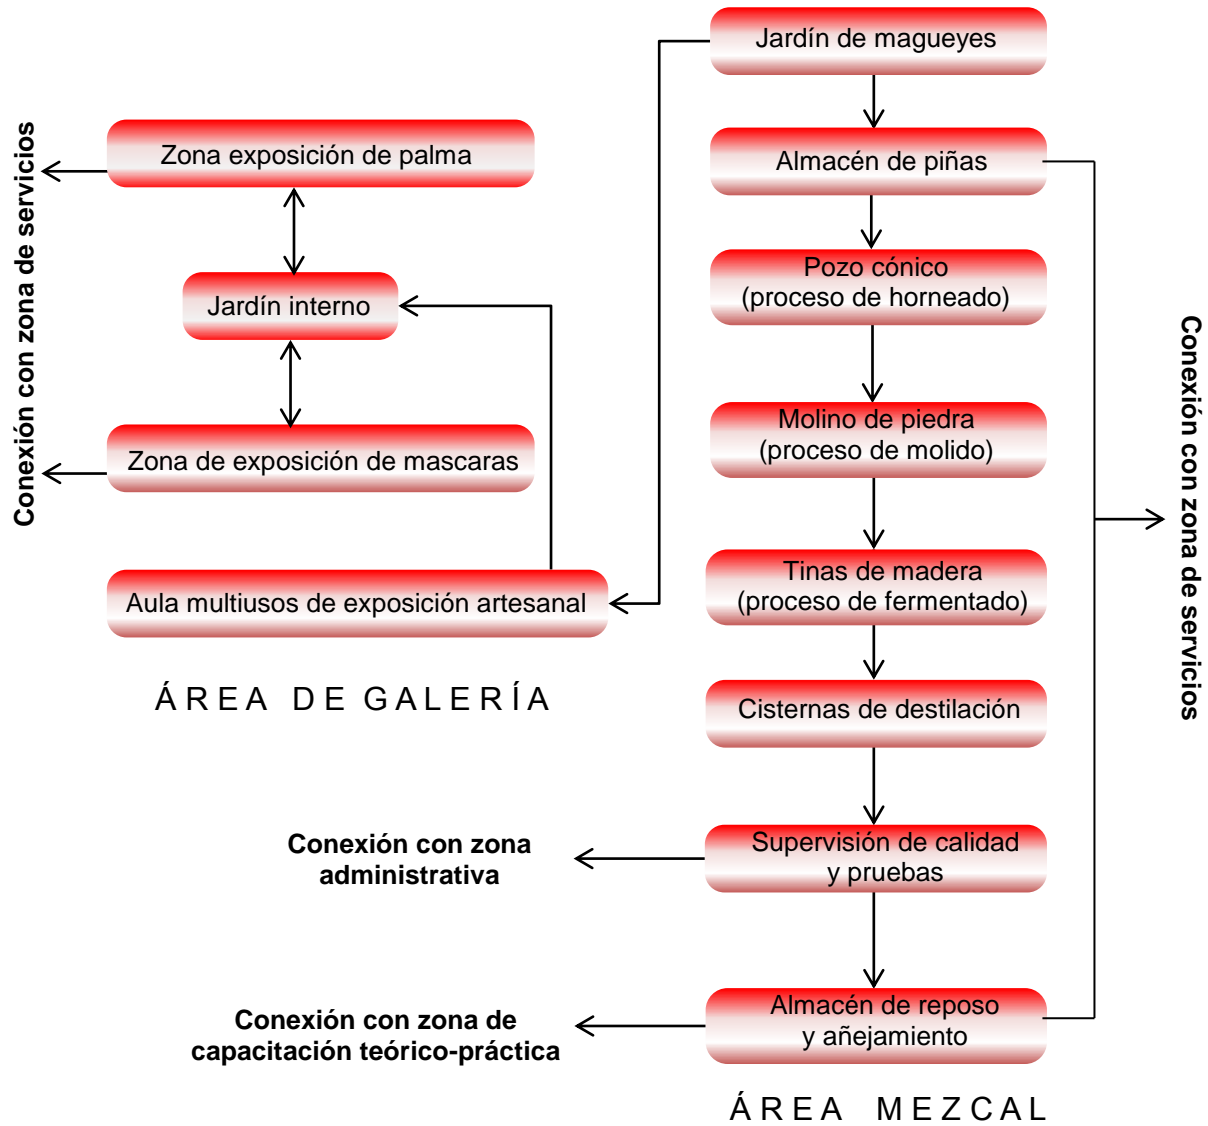 Jardín de magueyes
Zona exposición de palma
Almacén de piñas
Conexión con zona de servicios
Pozo cónico
(proceso de horneado)
Jardín interno
Conexión con zona de servicios
Molino de piedra
(proceso de molido)
Zona de exposición de mascaras
Tinas de madera
(proceso de fermentado)
Aula multiusos de exposición artesanal
ÁREA DE GALERÍA
Cisternas de destilación
Conexión con zona
administrativa
Supervisión de calidad
y pruebas
Conexión con zona de
capacitación teórico-práctica
Almacén de reposo
y añejamiento
ÁREA MEZCAL